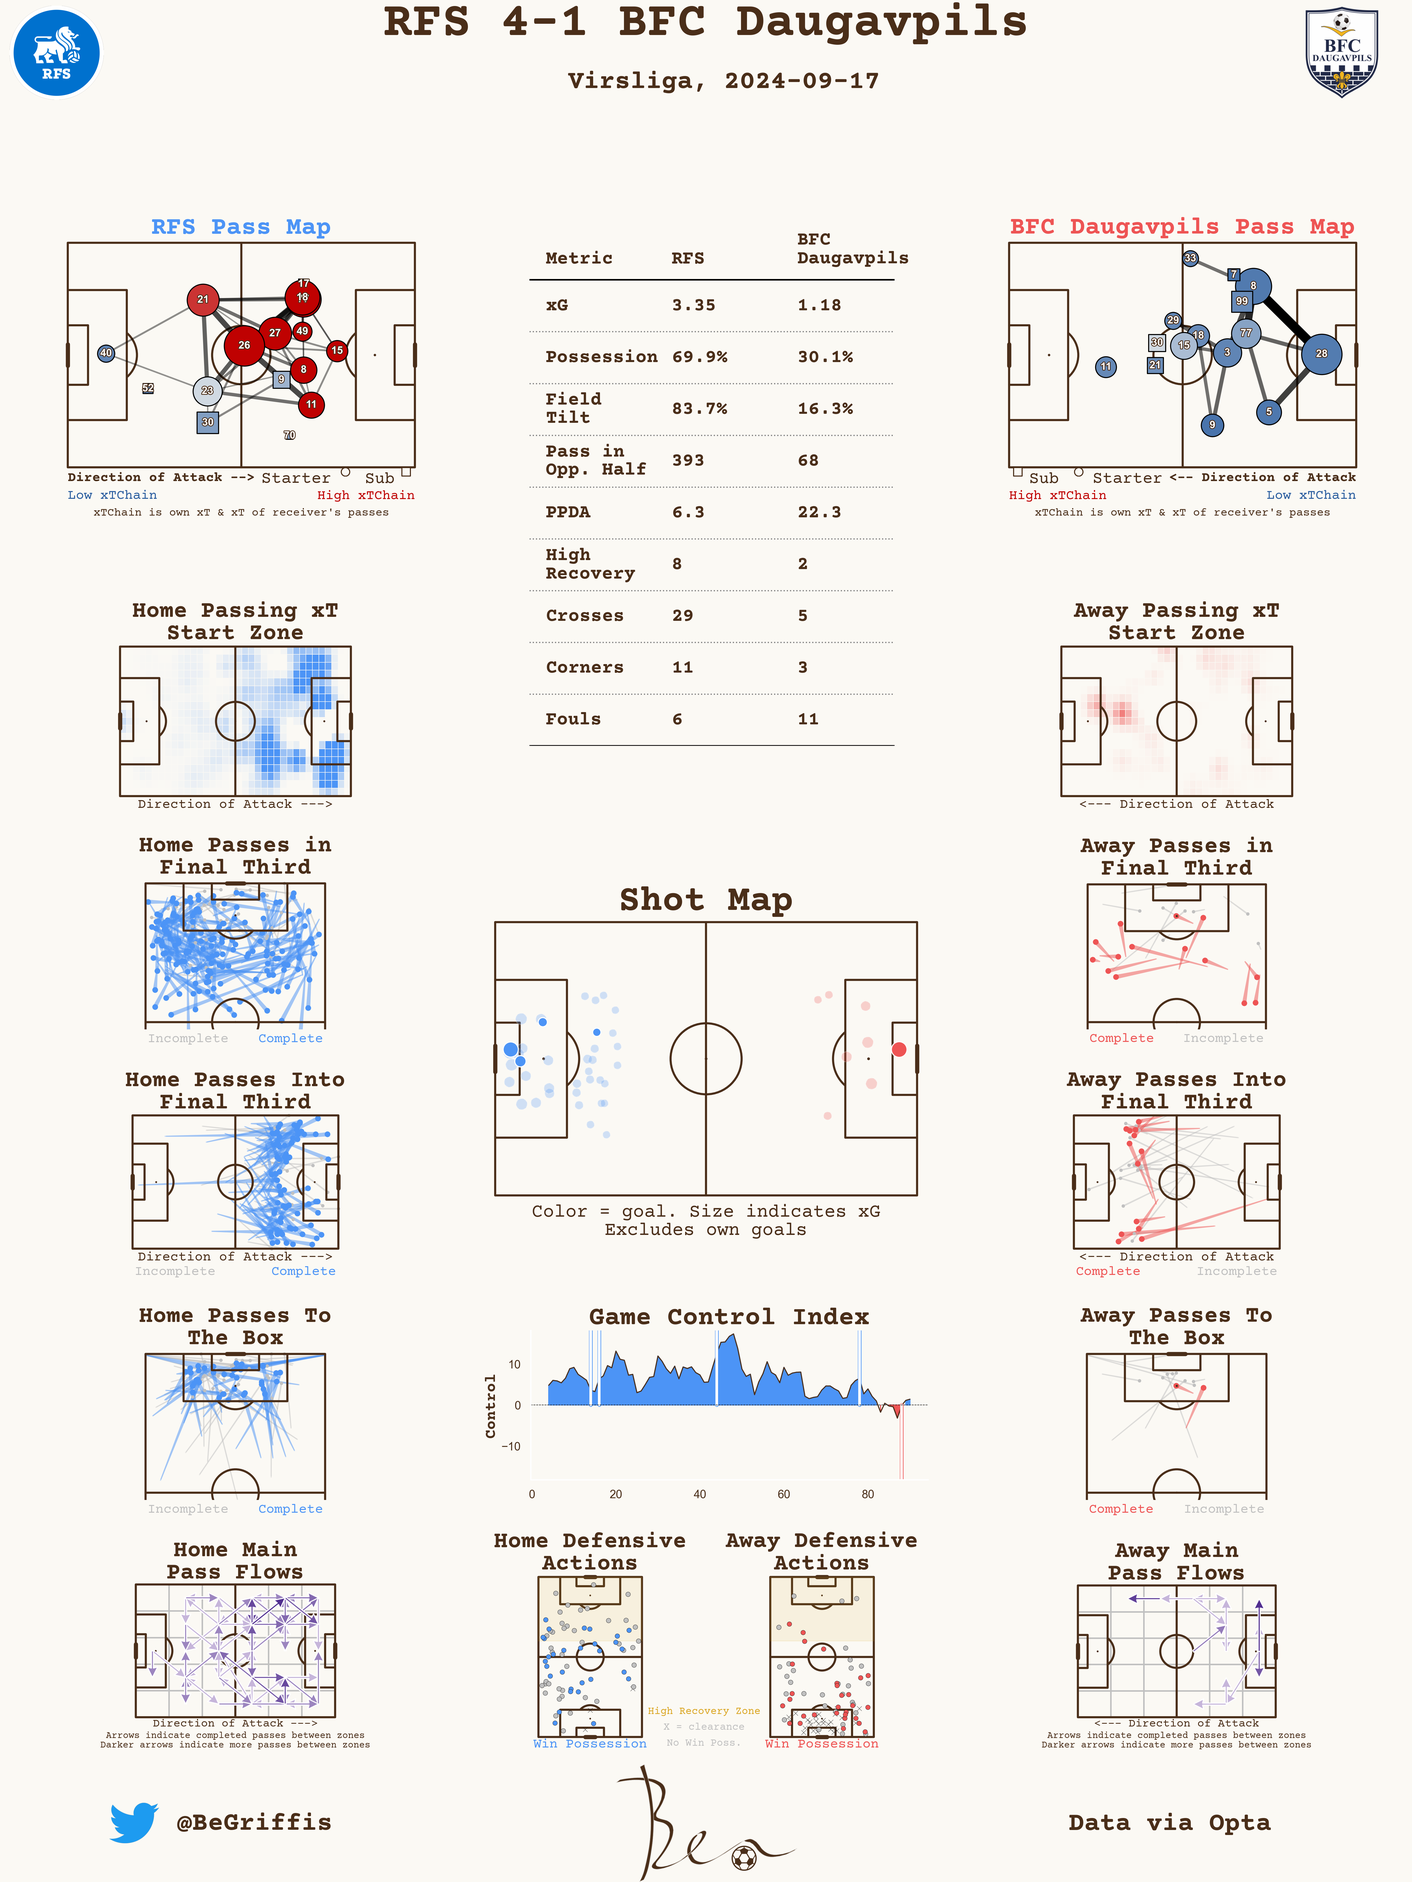 RFS 4-1 BFC Daugavpils
Virsliga, 2024-09-17
RFS
BFC
DAUGAVPILS
RFS Pass Map
17
18
21
27
49
26
15
40
8
9
23
52
11
30
70
Direction of Attack --> Starter Sub
Low xTChain High xTChain
xTChain is own xT & xT of receiver's passes
Metric RFS BFC Daugavpils
xG 3.35 1.18
Possession 69.9% 30.1%
Field Tilt 83.7% 16.3%
Pass in Opp. Half 393 68
PPDA 6.3 22.3
High Recovery 8 2
Crosses 29 5
Corners 11 3
Fouls 6 11
BFC Daugavpils Pass Map
33
7
8
99
29
18
77
30
15
3
28
11
21
5
9
Sub Starter <-- Direction of Attack
High xTChain Low xTChain
xTChain is own xT & xT of receiver's passes
Home Passing xT
Start Zone
Direction of Attack --->
Away Passing xT
Start Zone
<--- Direction of Attack
Home Passes in
Final Third
Incomplete Complete
Away Passes in
Final Third
Complete Incomplete
Shot Map
Color = goal. Size indicates xG
Excludes own goals
Home Passes Into
Final Third
Direction of Attack --->
Incomplete Complete
Away Passes Into
Final Third
<--- Direction of Attack
Complete Incomplete
Home Passes To
The Box
Incomplete Complete
Game Control Index
Control
10
0
−10
0 20 40 60 80
Away Passes To
The Box
Complete Incomplete
Home Main
Pass Flows
Direction of Attack --->
Arrows indicate completed passes between zones
Darker arrows indicate more passes between zones
Home Defensive
Actions
Win Possession
High Recovery Zone
X = clearance
No Win Poss.
Away Defensive
Actions
Win Possession
Away Main
Pass Flows
<--- Direction of Attack
Arrows indicate completed passes between zones
Darker arrows indicate more passes between zones
@BeGriffis
Ben
Data via Opta